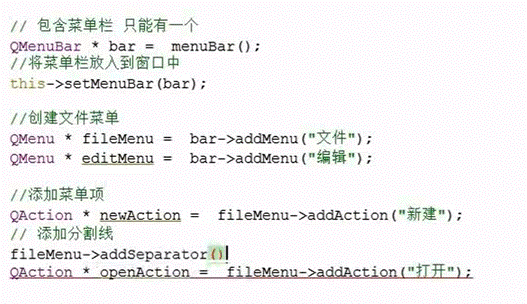 // 包含菜单栏 只能有一个
QMenuBar * bar =  menuBar();
//将菜单栏放入到窗口中
this->setMenuBar(bar);
//创建文件菜单
QMenu * fileMenu =  bar->addMenu("文件");
QMenu * editMenu =  bar->addMenu("编辑");
//添加菜单项
QAction * newAction =  fileMenu->addAction("新建");
// 添加分割线
fileMenu->addSeparator()
QAction * openAction =  fileMenu->addAction("打开");